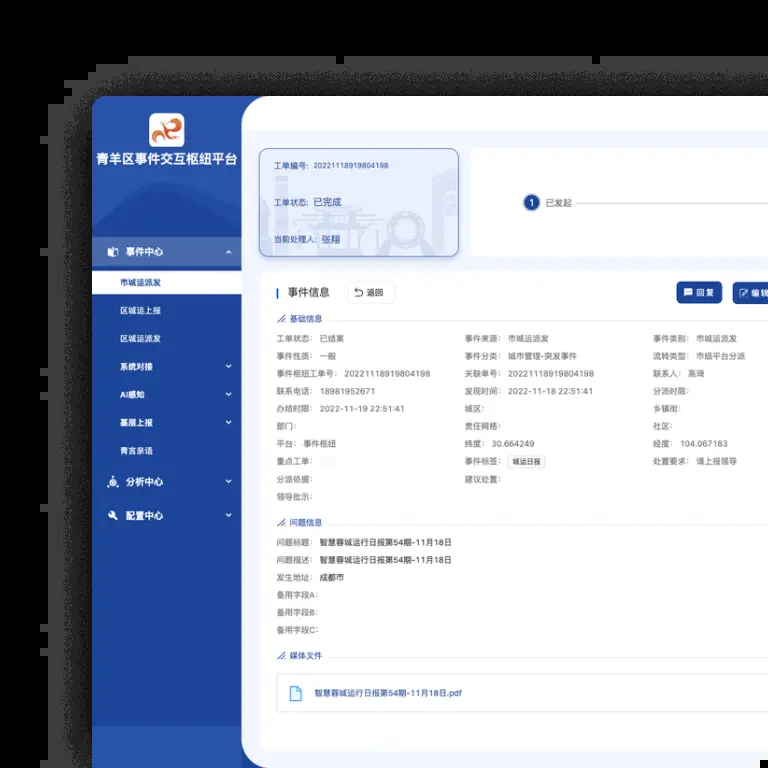 青羊区事件交互枢纽平台
事件中心
市城运派发
区城运上报
区城运派发
系统对接
AI感知
基层上报
青言亲语
分析中心
配置中心
工单编号: 20221118919804198
工单状态: 已完成
当前处理人: 张翔
1 已发起
事件信息 返回 回复 编辑
基础信息
工单状态: 已结案 事件来源: 市城运派发 事件类别: 市城运派发
事件性质: 一般 事件分类: 城市管理-突发事件 流转类型: 市级平台分派
事件枢纽工单号: 20221118919804198 关联单号: 20221118919804198 联系人: 高琦
联系电话: 18981952671 发现时间: 2022-11-18 22:51:41 分派时限:
办结时限: 2022-11-19 22:51:41 城区: 乡镇街:
部门: 责任网格: 社区:
平台: 事件枢纽 纬度: 30.664249 经度: 104.067183
重点工单: 事件标签: 城运日报 处置要求: 请上报领导
分派依据: 建议处置:
领导批示:
问题信息
问题标题: 智慧蓉城运行日报第54期-11月18日
问题描述: 智慧蓉城运行日报第54期-11月18日
发生地址: 成都市
备用字段A:
备用字段B:
备用字段C:
媒体文件
智慧蓉城运行日报第54期-11月18日.pdf